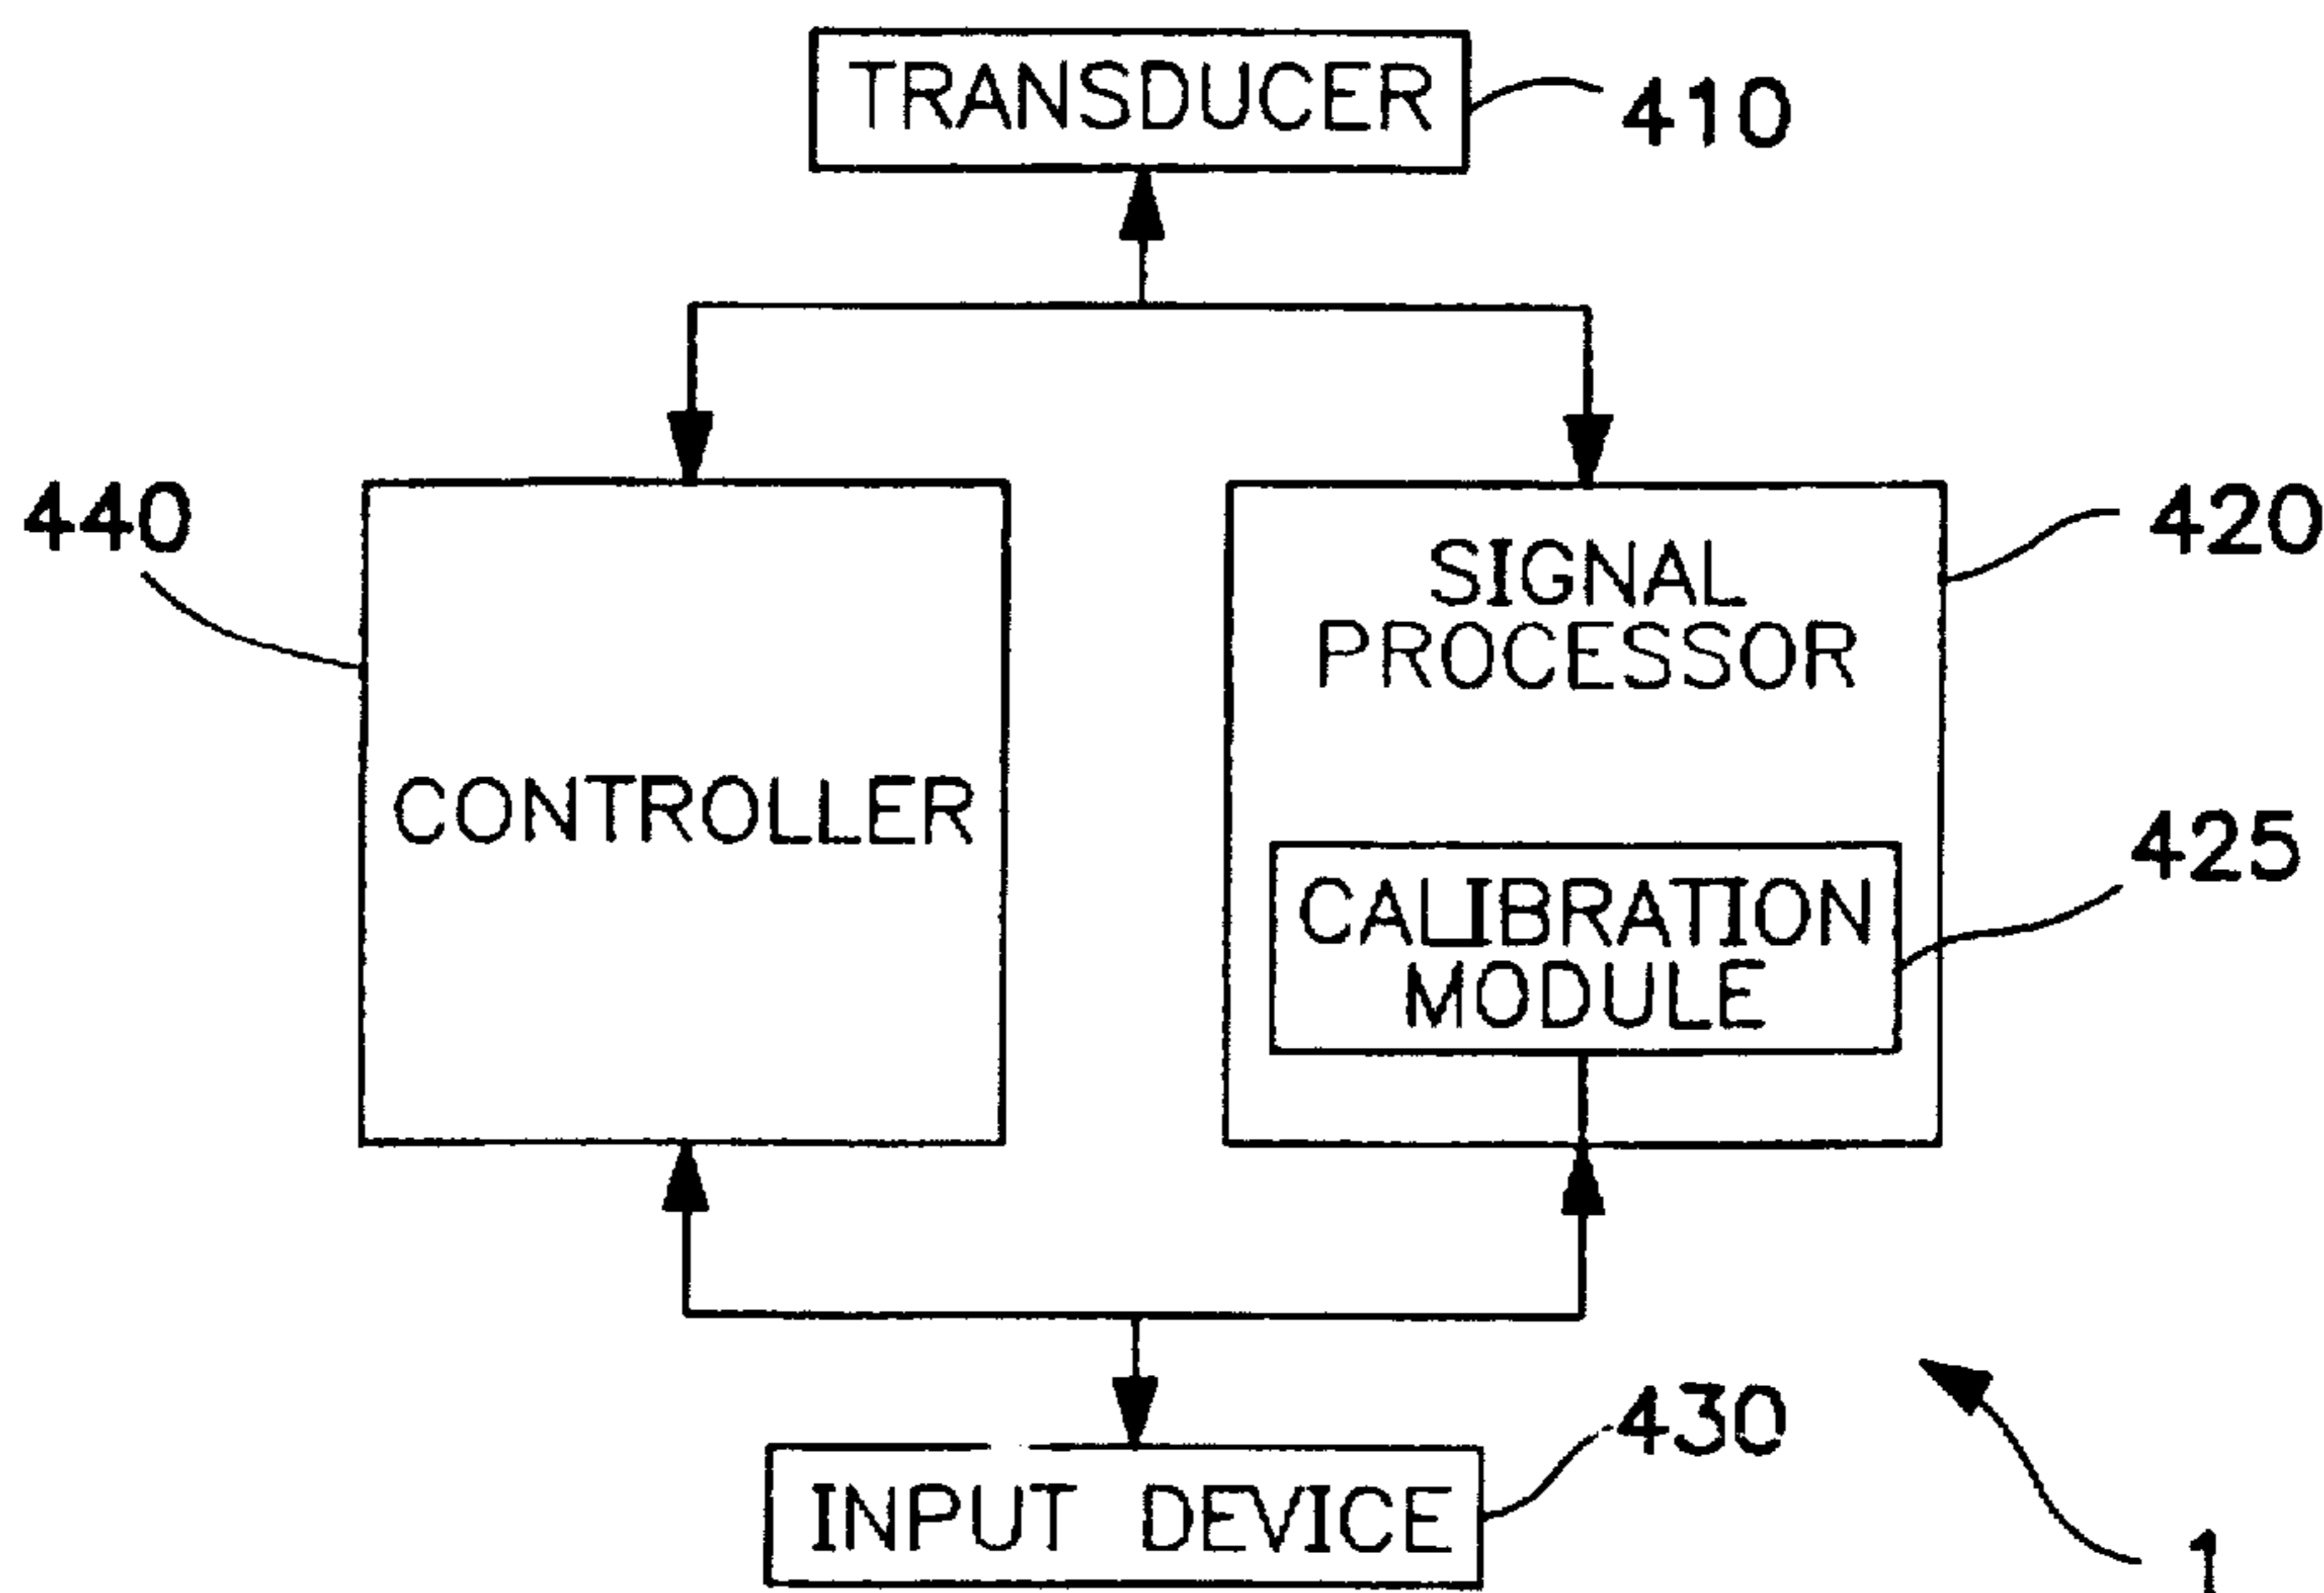 TRANSDUCER
410
440
420
SIGNAL
PROCESSOR
CONTROLLER
425
CALIBRATION
MODULE
430
INPUT DEVICE
1